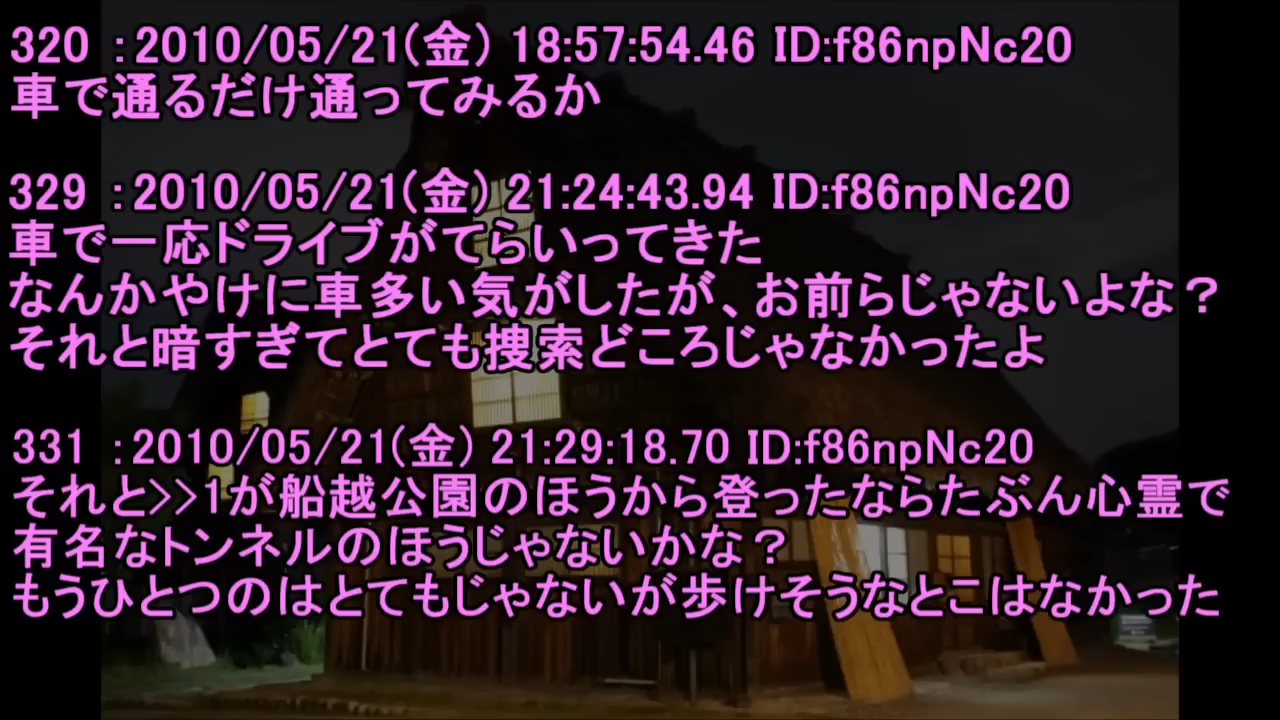 320 :2010/05/21(金) 18:57:54.46 ID:f86npNc20
車で通るだけ通ってみるか
329 :2010/05/21(金) 21:24:43.94 ID:f86npNc20
車で一応ドライブがてらいってきた
なんかやけに車多い気がしたが、お前らじゃないよな?
それと暗すぎてとても捜索どころじゃなかったよ
331 :2010/05/21(金) 21:29:18.70 ID:f86npNc20
それと>>1が船越公園のほうから登ったならたぶん心霊で
有名なトンネルのほうじゃないかな?
もうひとつのはとてもじゃないが歩けそうなとこはなかった